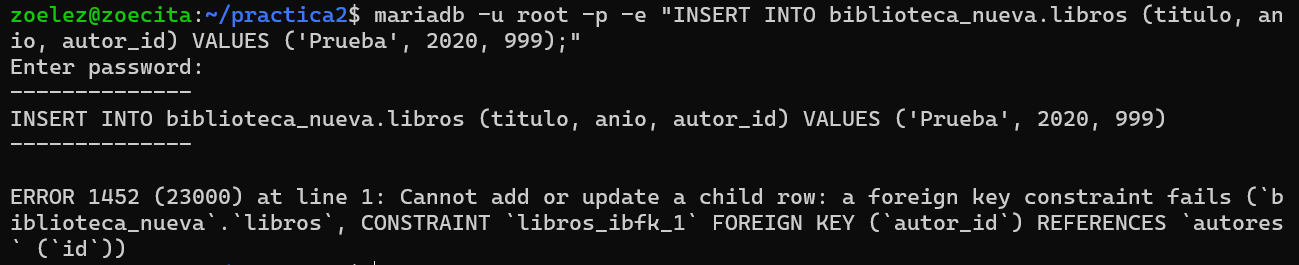 zoelez@zoecita:~/practica2$ mariadb -u root -p -e "INSERT INTO biblioteca_nueva.libros (titulo, an
io, autor_id) VALUES ('Prueba', 2020, 999);"
Enter password:
--------------
INSERT INTO biblioteca_nueva.libros (titulo, anio, autor_id) VALUES ('Prueba', 2020, 999)
--------------
ERROR 1452 (23000) at line 1: Cannot add or update a child row: a foreign key constraint fails (`b
iblioteca_nueva`.`libros`, CONSTRAINT `libros_ibfk_1` FOREIGN KEY (`autor_id`) REFERENCES `autores
` (`id`))